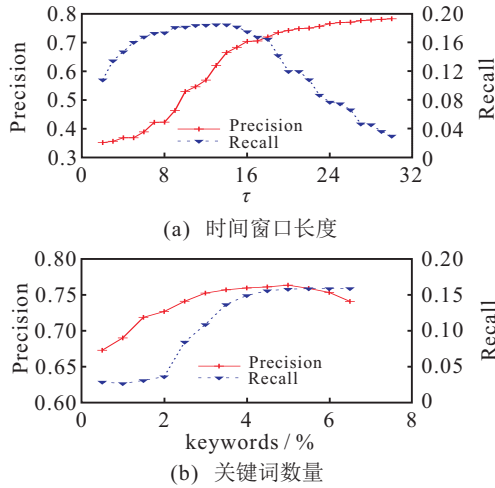 0.8 0.20
0.7 0.16
0.6 0.12
0.5 0.08
0.4 0.04
0.3 0
Precision
Recall
Precision
Recall
0 8 16 24 32
τ
(a) 时间窗口长度
0.80 0.20
0.75 0.15
0.70 0.10
0.65 0.05
0.60 0
Precision
Recall
Precision
Recall
0 2 4 6 8
keywords / %
(b) 关键词数量